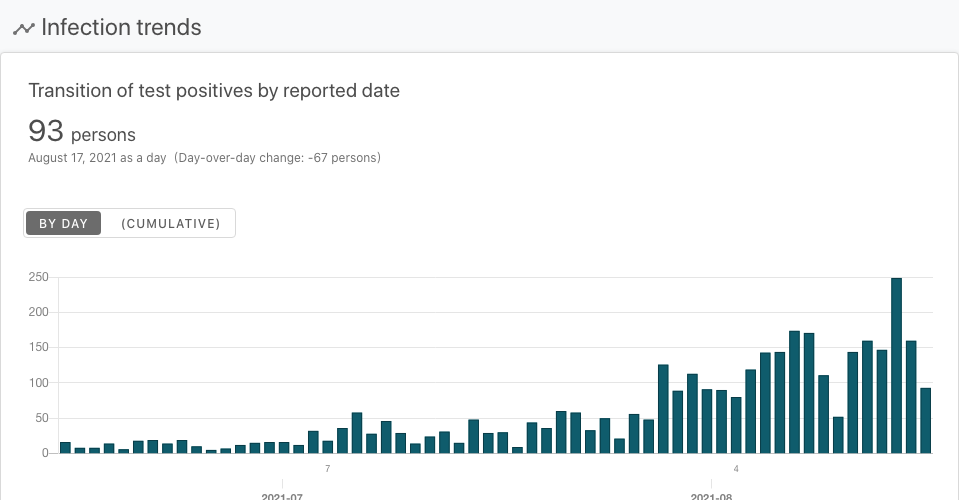 Infection trends
Transition of test positives by reported date
93 persons
August 17, 2021 as a day (Day-over-day change: -67 persons)
BY DAY (CUMULATIVE)
250
200
150
100
50
0
7 4
2021-07 2021-08